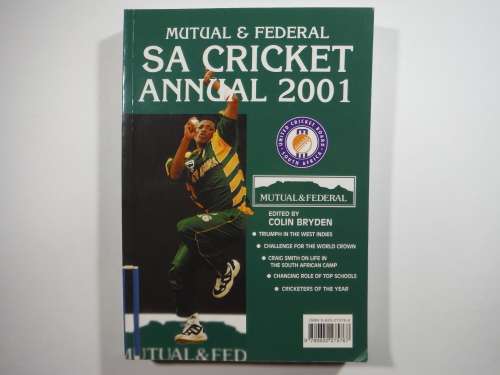 MUTUAL & FEDERAL
SA CRICKET
ANNUAL 2001
UNITED CRICKET BOARD
SOUTH AFRICA
MUTUAL&FEDERAL
EDITED BY
COLIN BRYDEN
TRIUMPH IN THE WEST INDIES
CHALLENGE FOR THE WORLD CROWN
CRAIG SMITH ON LIFE IN
THE SOUTH AFRICAN CAMP
CHANGING ROLE OF TOP SCHOOLS
CRICKETERS OF THE YEAR
MUTUAL&FED